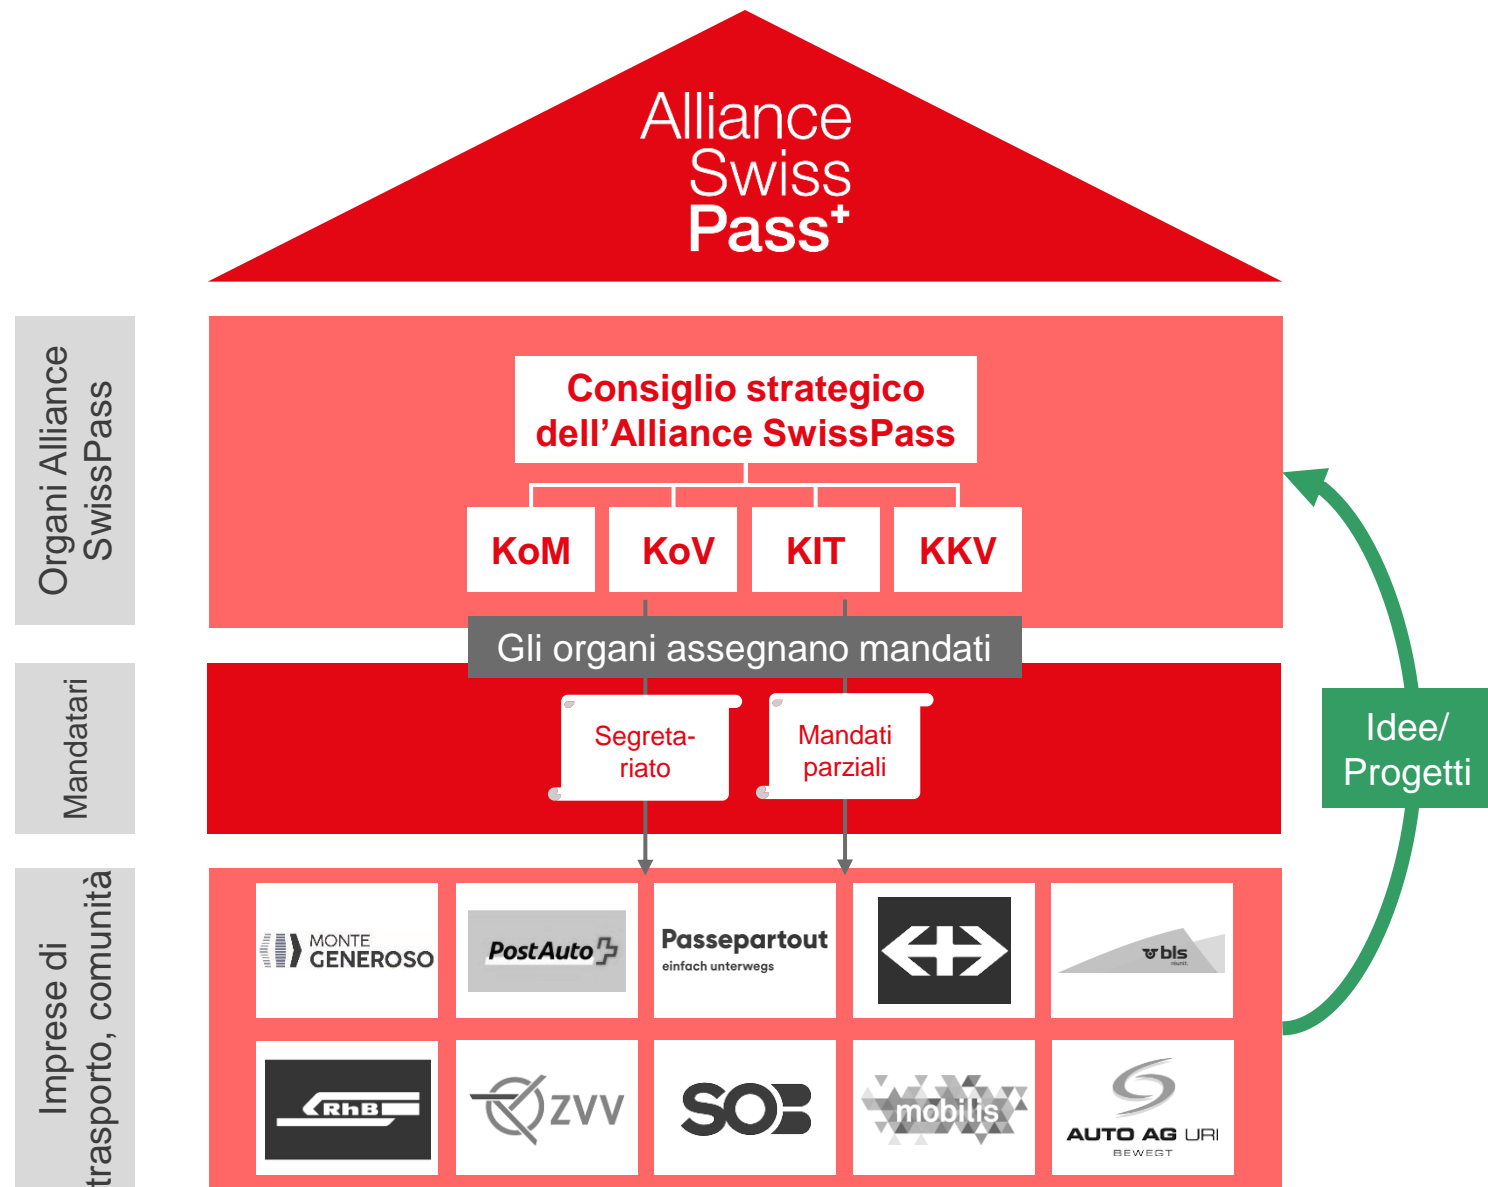 Alliance
Swiss
Pass+
Organi Alliance
SwissPass
Consiglio strategico
dell’Alliance SwissPass
KoM
KoV
KIT
KKV
Gli organi assegnano mandati
Mandatari
Segreta-
riato
Mandati
parziali
Idee/
Progetti
Imprese di
trasporto, comunità
MONTE
GENEROSO
PostAuto
Passepartout
einfach unterwegs
bls
RhB
ZVV
SOB
mobilis
AUTO AG URI
BEWEGT